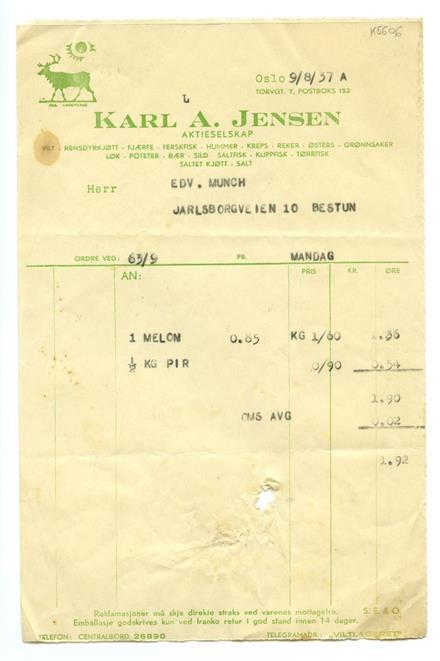 K5606
Oslo 9/8/37 A
TORVGT. 7, POSTBOKS 152
L
KARL A. JENSEN
AKTIESELSKAP
VILT - RENSDYRKJØTT - FJÆRFE - FERSKFISK - HUMMER - KREPS - REKER - ØSTERS - GRØNNSAKER
LØK - POTETER - BÆR - SILD SALTFISK - KLIPPFISK - TØRRFISK
SALTET KJØTT - SALT
Herr EDV. MUNCH
JARLSBORGVEIEN 10 BESTUN
ORDRE VED: 63/9 PR. MANDAG
AN: PRIS KR. ØRE
1 MELON 0.85 KG 1/60 1.36
½ KG PIR 0/90 0.54
1.90
OMS AVG 0.02
1.92
Reklamasjoner må skje direkte straks ved varenes mottagelse. S. E. & O.
Emballasje godskrives kun ved franko retur i god stand innen 14 dager.
TELEFON: CENTRALBORD 26890 TELEGRAMADR.: „VILTLAGERET"